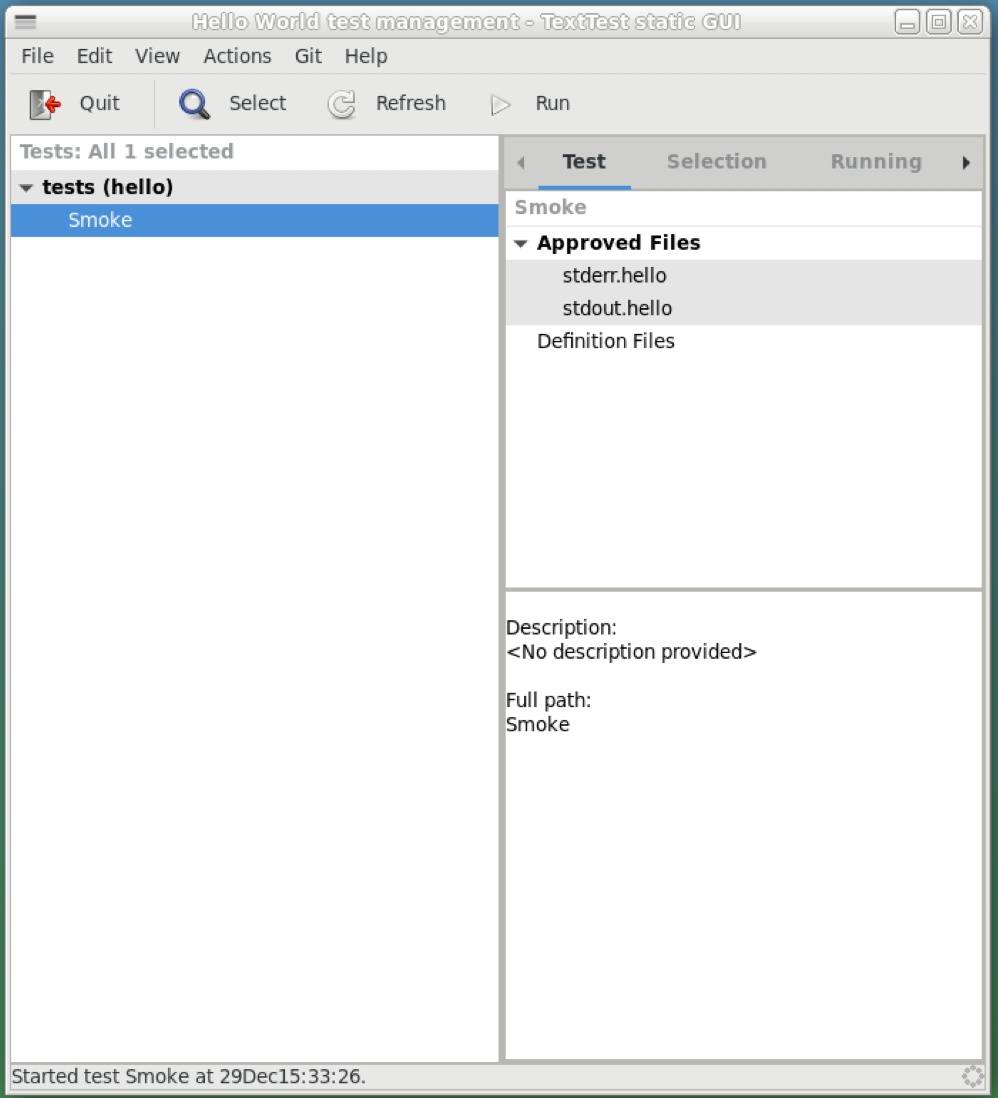 Hello World test management - TextTest static GUI
File Edit View Actions Git Help
Quit Select Refresh Run
Tests: All 1 selected
tests (hello)
Smoke
Test Selection Running
Smoke
Approved Files
stderr.hello
stdout.hello
Definition Files
Description:
<No description provided>
Full path:
Smoke
Started test Smoke at 29Dec15:33:26.